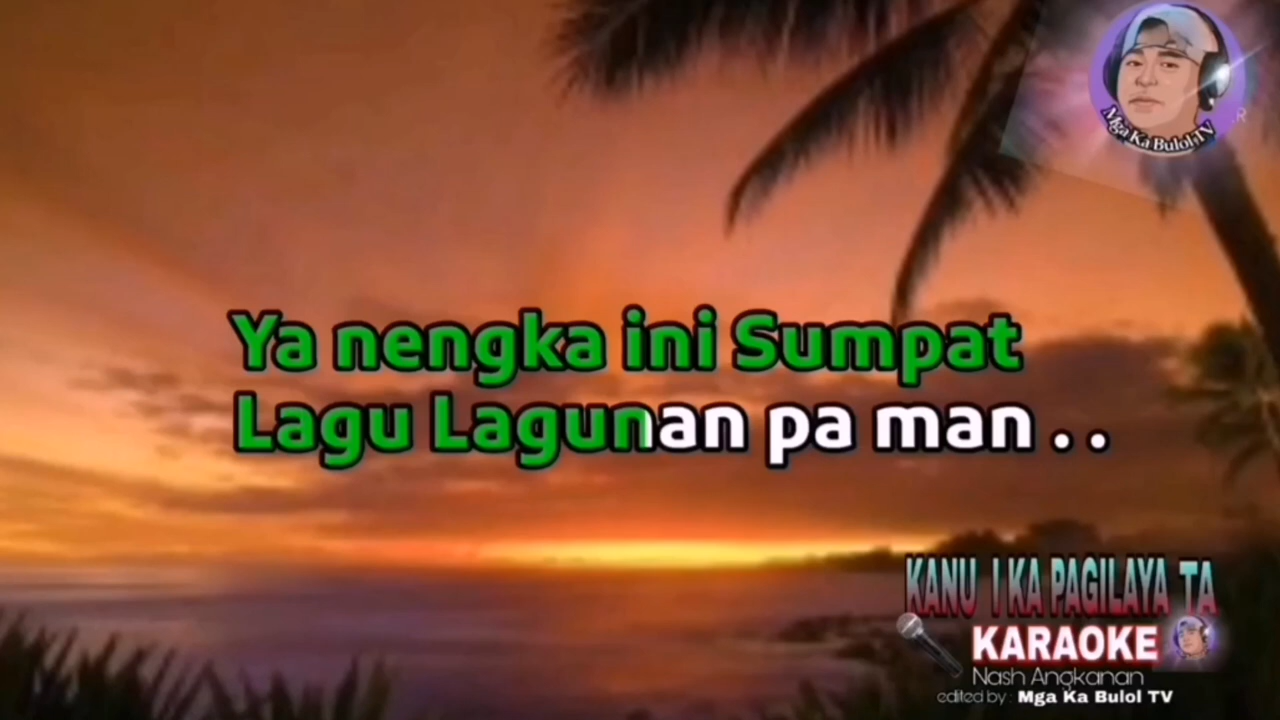 Mga Ka Bulol TV
Ya nengka ini Sumpat
Lagu Lagunan pa man . .
KANU I KA PAGILAYA TA
KARAOKE
Nash Angkanan
edited by : Mga Ka Bulol TV